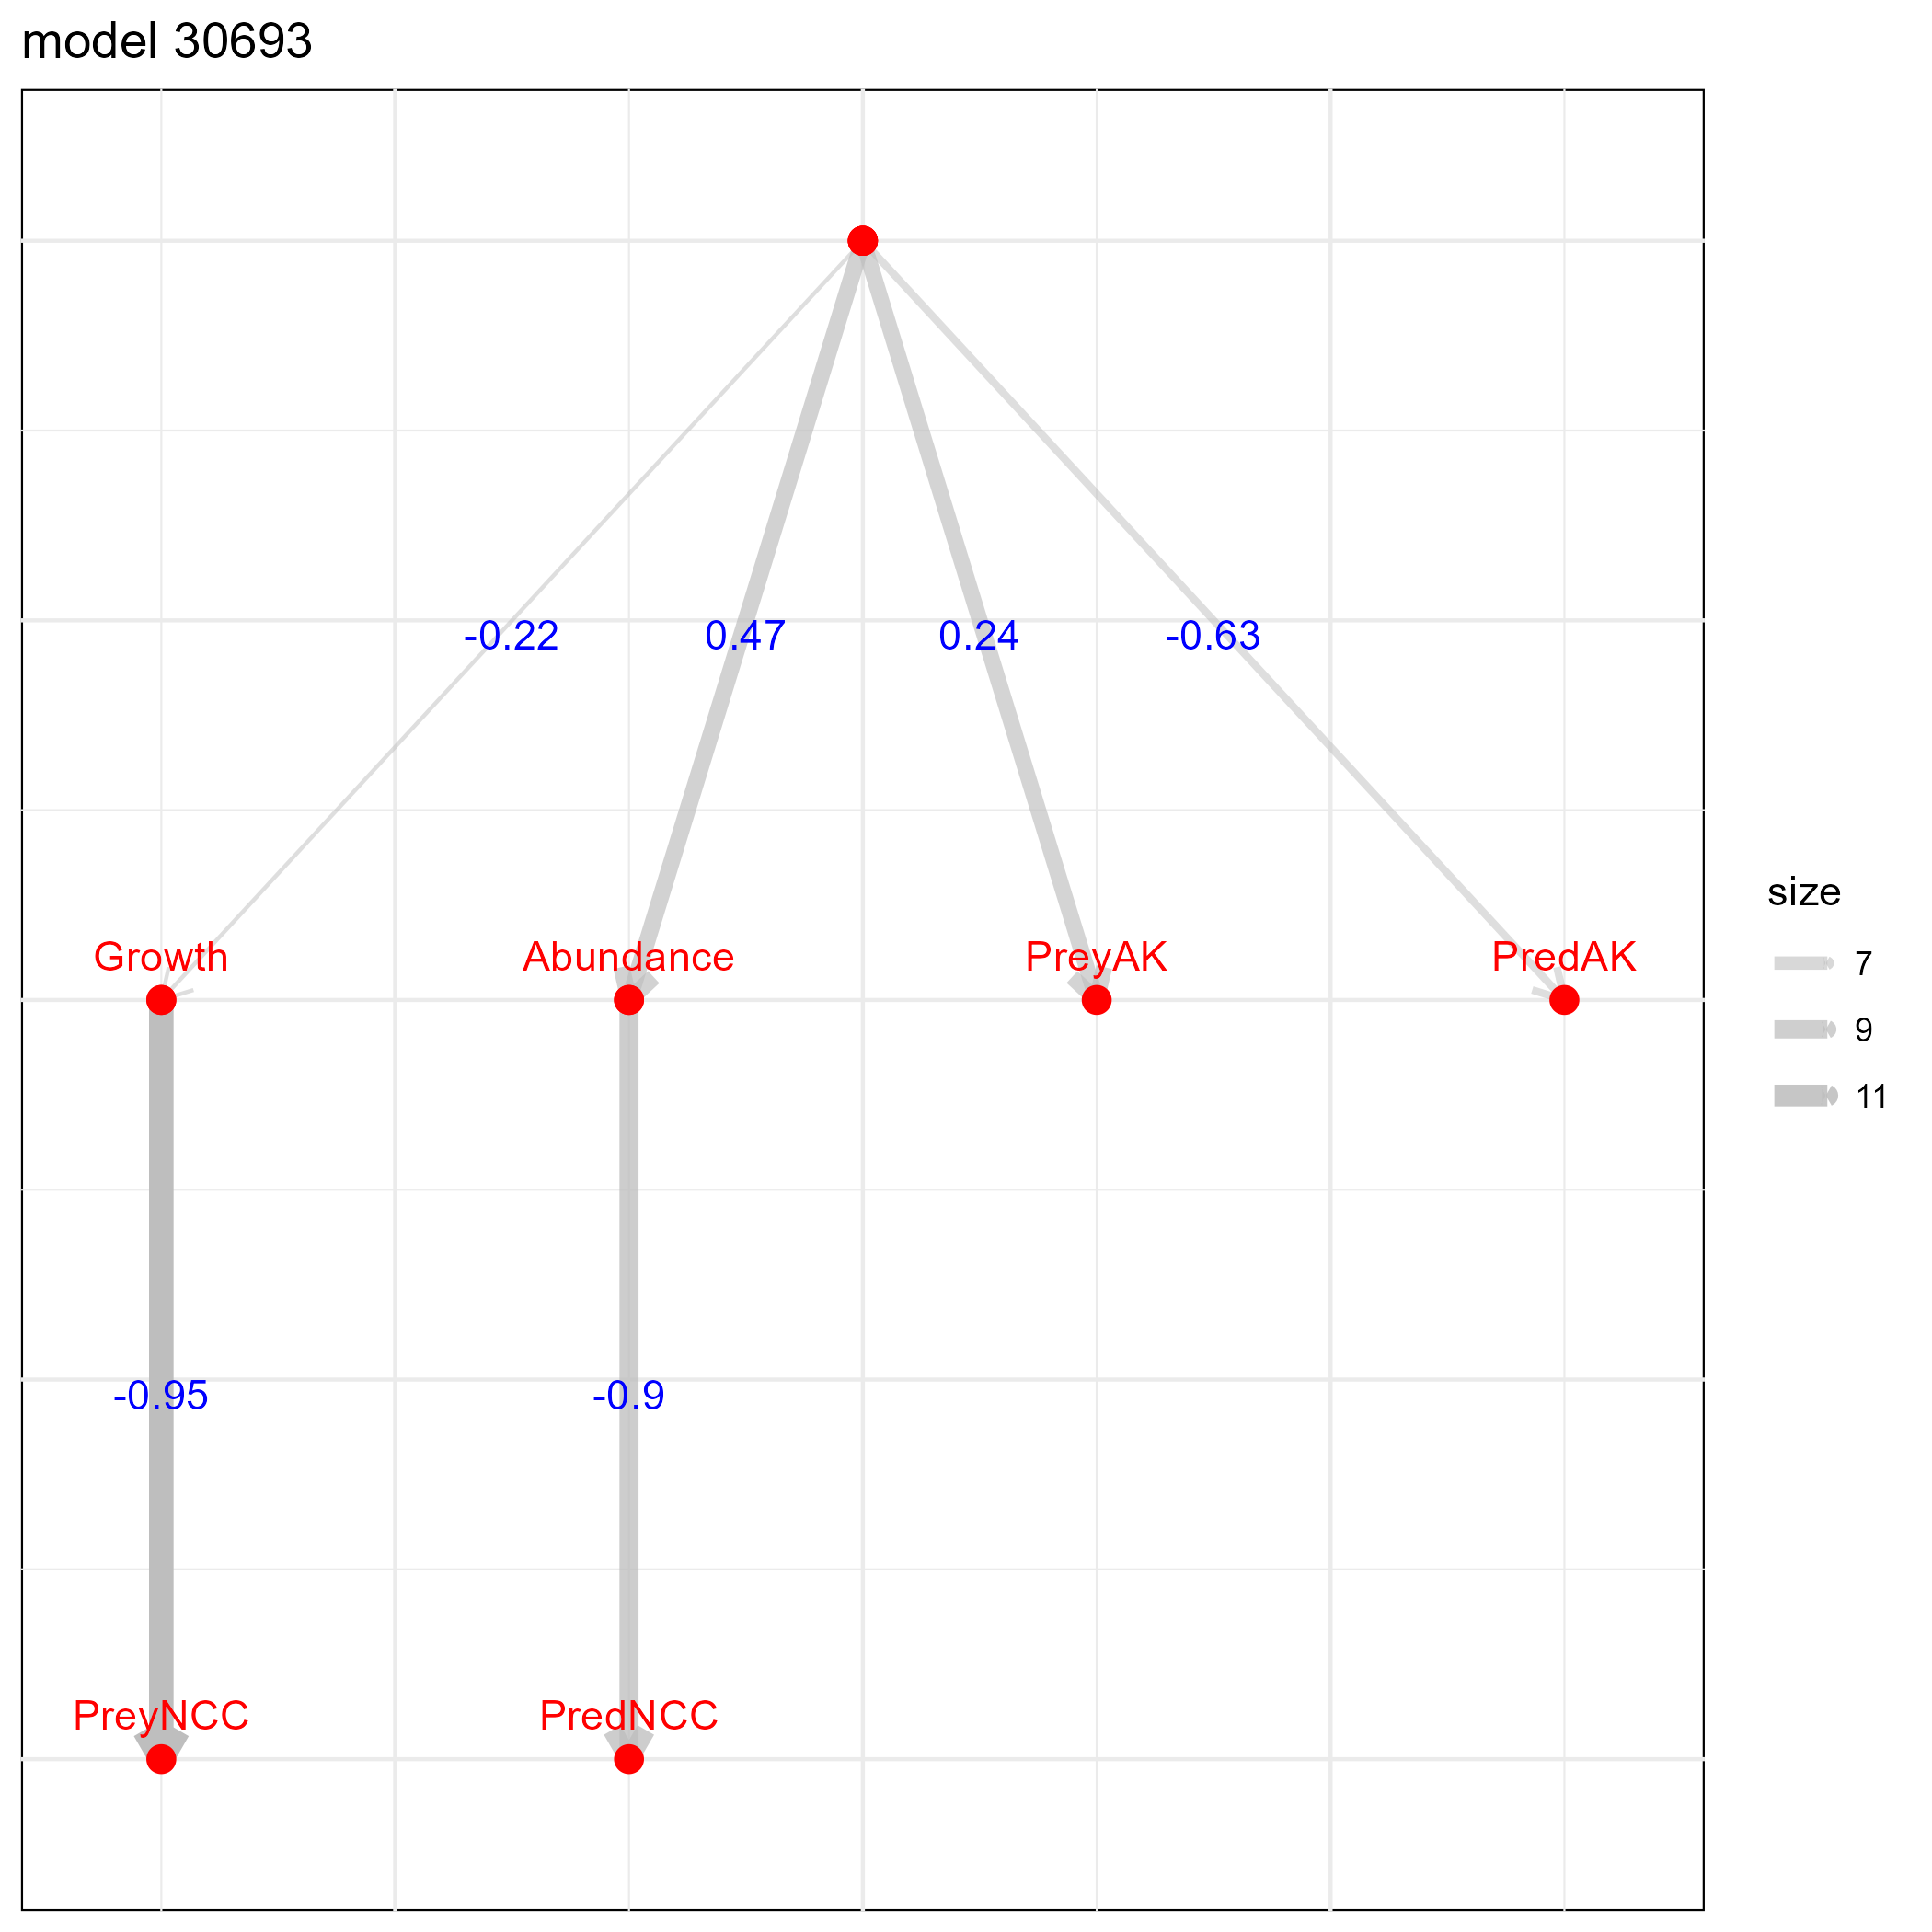 model 30693
-0.22 0.47 0.24 -0.63
Growth Abundance PreyAK PredAK
size
7
9
11
-0.95 -0.9
PreyNCC PredNCC